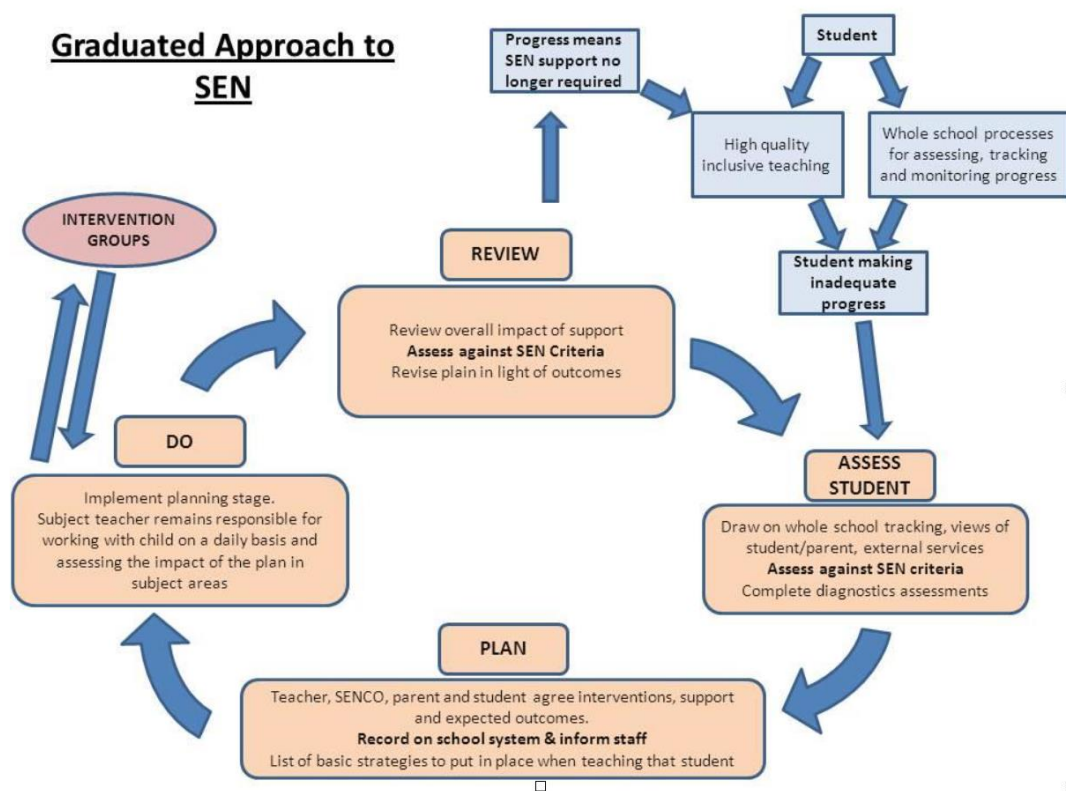 Graduated Approach to
SEN
Progress means
SEN support no
longer required
Student
High quality
inclusive teaching
Whole school processes
for assessing, tracking
and monitoring progress
Student making
inadequate
progress
INTERVENTION
GROUPS
REVIEW
Review overall impact of support
Assess against SEN Criteria
Revise plain in light of outcomes
DO
Implement planning stage.
Subject teacher remains responsible for
working with child on a daily basis and
assessing the impact of the plan in
subject areas
ASSESS
STUDENT
Draw on whole school tracking, views of
student/parent, external services
Assess against SEN criteria
Complete diagnostics assessments
PLAN
Teacher, SENCO, parent and student agree interventions, support
and expected outcomes.
Record on school system & inform staff
List of basic strategies to put in place when teaching that student